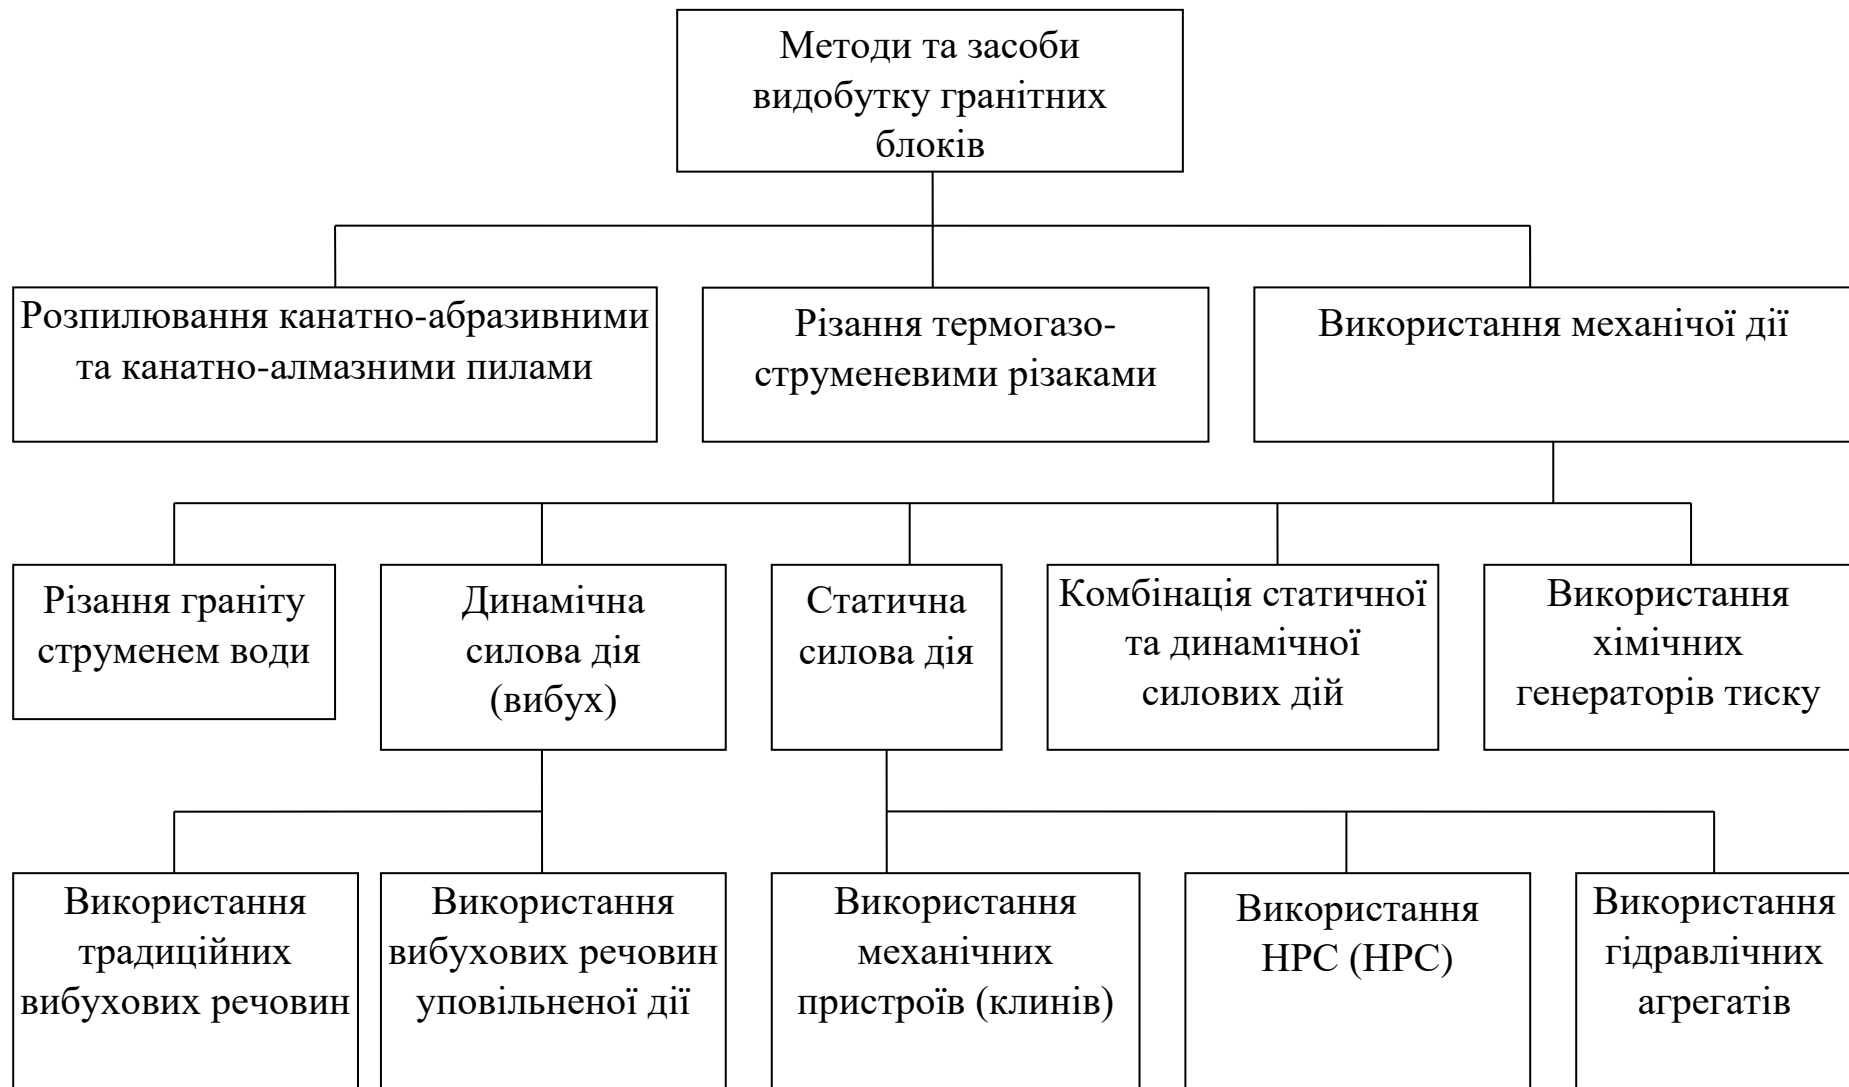 Методи та засоби
видобутку гранітних
блоків
Розпилювання канатно-абразивними
та канатно-алмазними пилами
Різання термогазо-
струменевими різаками
Використання механічої дії
Різання граніту
струменем води
Динамічна
силова дія
(вибух)
Статична
силова дія
Комбінація статичної
та динамічної
силових дій
Використання
хімічних
генераторів тиску
Використання
традиційних
вибухових речовин
Використання
вибухових речовин
уповільненої дії
Використання
механічних
пристроїв (клинів)
Використання
НРС (НРС)
Використання
гідравлічних
агрегатів